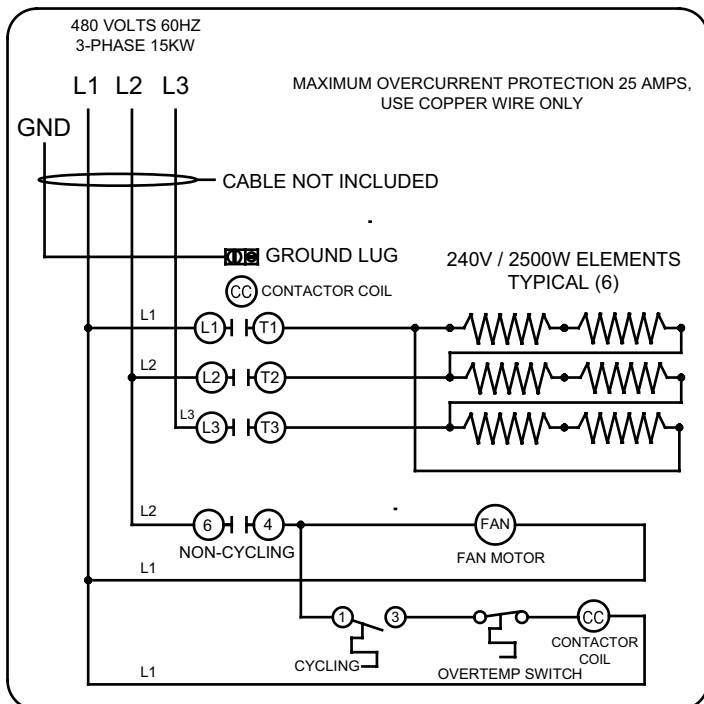 480 VOLTS 60HZ
3-PHASE 15KW
L1 L2 L3
MAXIMUM OVERCURRENT PROTECTION 25 AMPS,
USE COPPER WIRE ONLY
GND
CABLE NOT INCLUDED
GROUND LUG
240V / 2500W ELEMENTS
TYPICAL (6)
CC CONTACTOR COIL
L1 L1 T1
L2 L2 T2
L3 L3 T3
L2 6 4 FAN
NON-CYCLING FAN MOTOR
L1
1 3 CC
CONTACTOR
COIL
CYCLING OVERTEMP SWITCH
L1